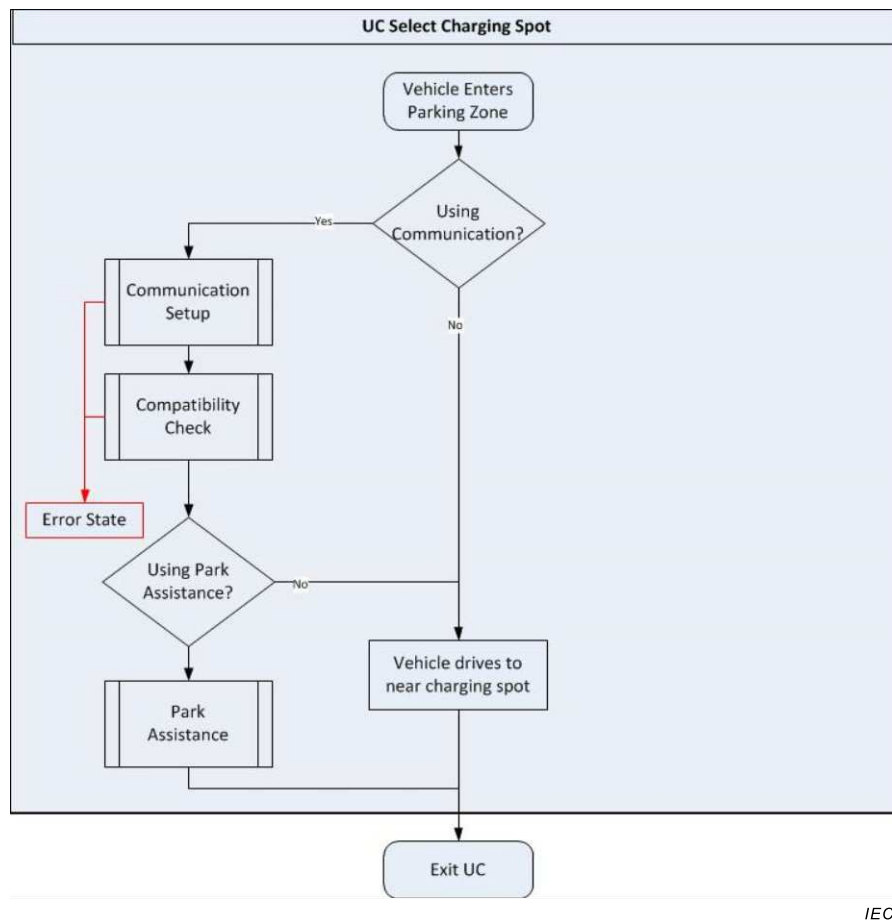 UC Select Charging Spot
Vehicle Enters
Parking Zone
Using
Communication?
Yes
Communication
Setup
No
Compatibility
Check
Error State
Using Park
Assistance?
No
Vehicle drives to
near charging spot
Park
Assistance
Exit UC
IEC